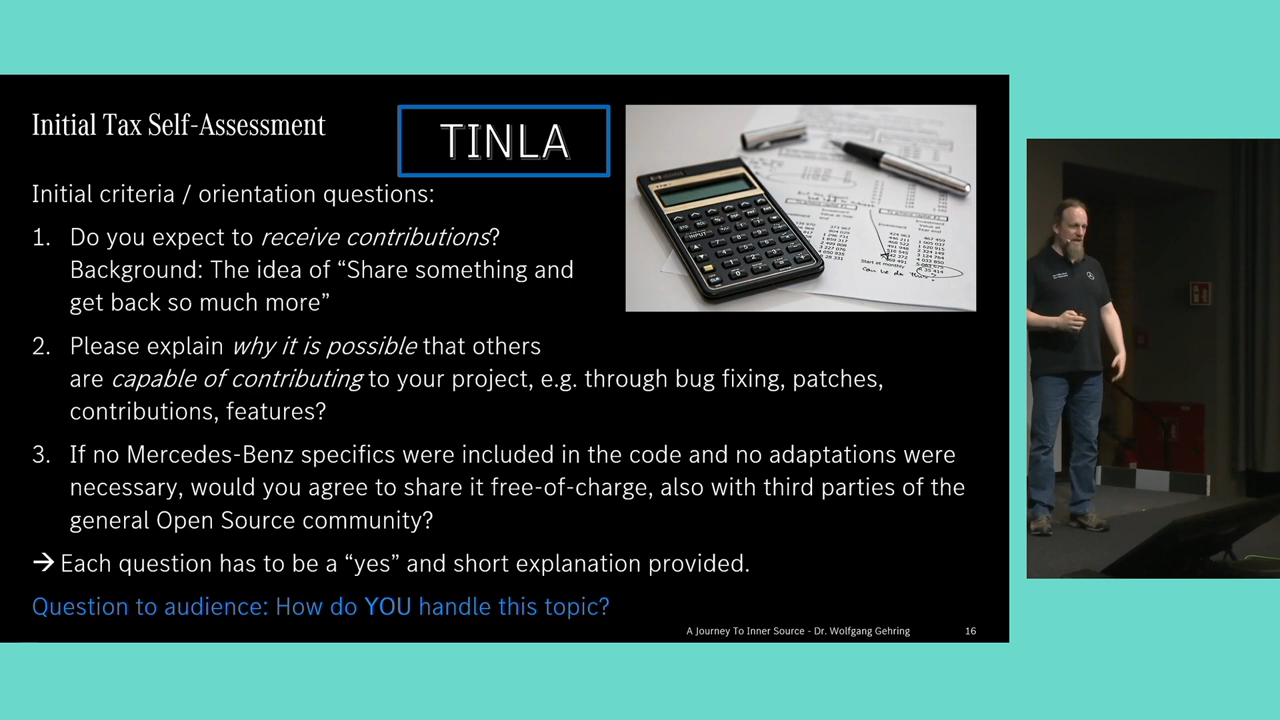 Initial Tax Self-Assessment
TINLA
Initial criteria / orientation questions:
1. Do you expect to receive contributions?
Background: The idea of “Share something and
get back so much more”
2. Please explain why it is possible that others
are capable of contributing to your project, e.g. through bug fixing, patches,
contributions, features?
3. If no Mercedes-Benz specifics were included in the code and no adaptations were
necessary, would you agree to share it free-of-charge, also with third parties of the
general Open Source community?
→ Each question has to be a “yes” and short explanation provided.
Question to audience: How do YOU handle this topic?
A Journey To Inner Source - Dr. Wolfgang Gehring
16